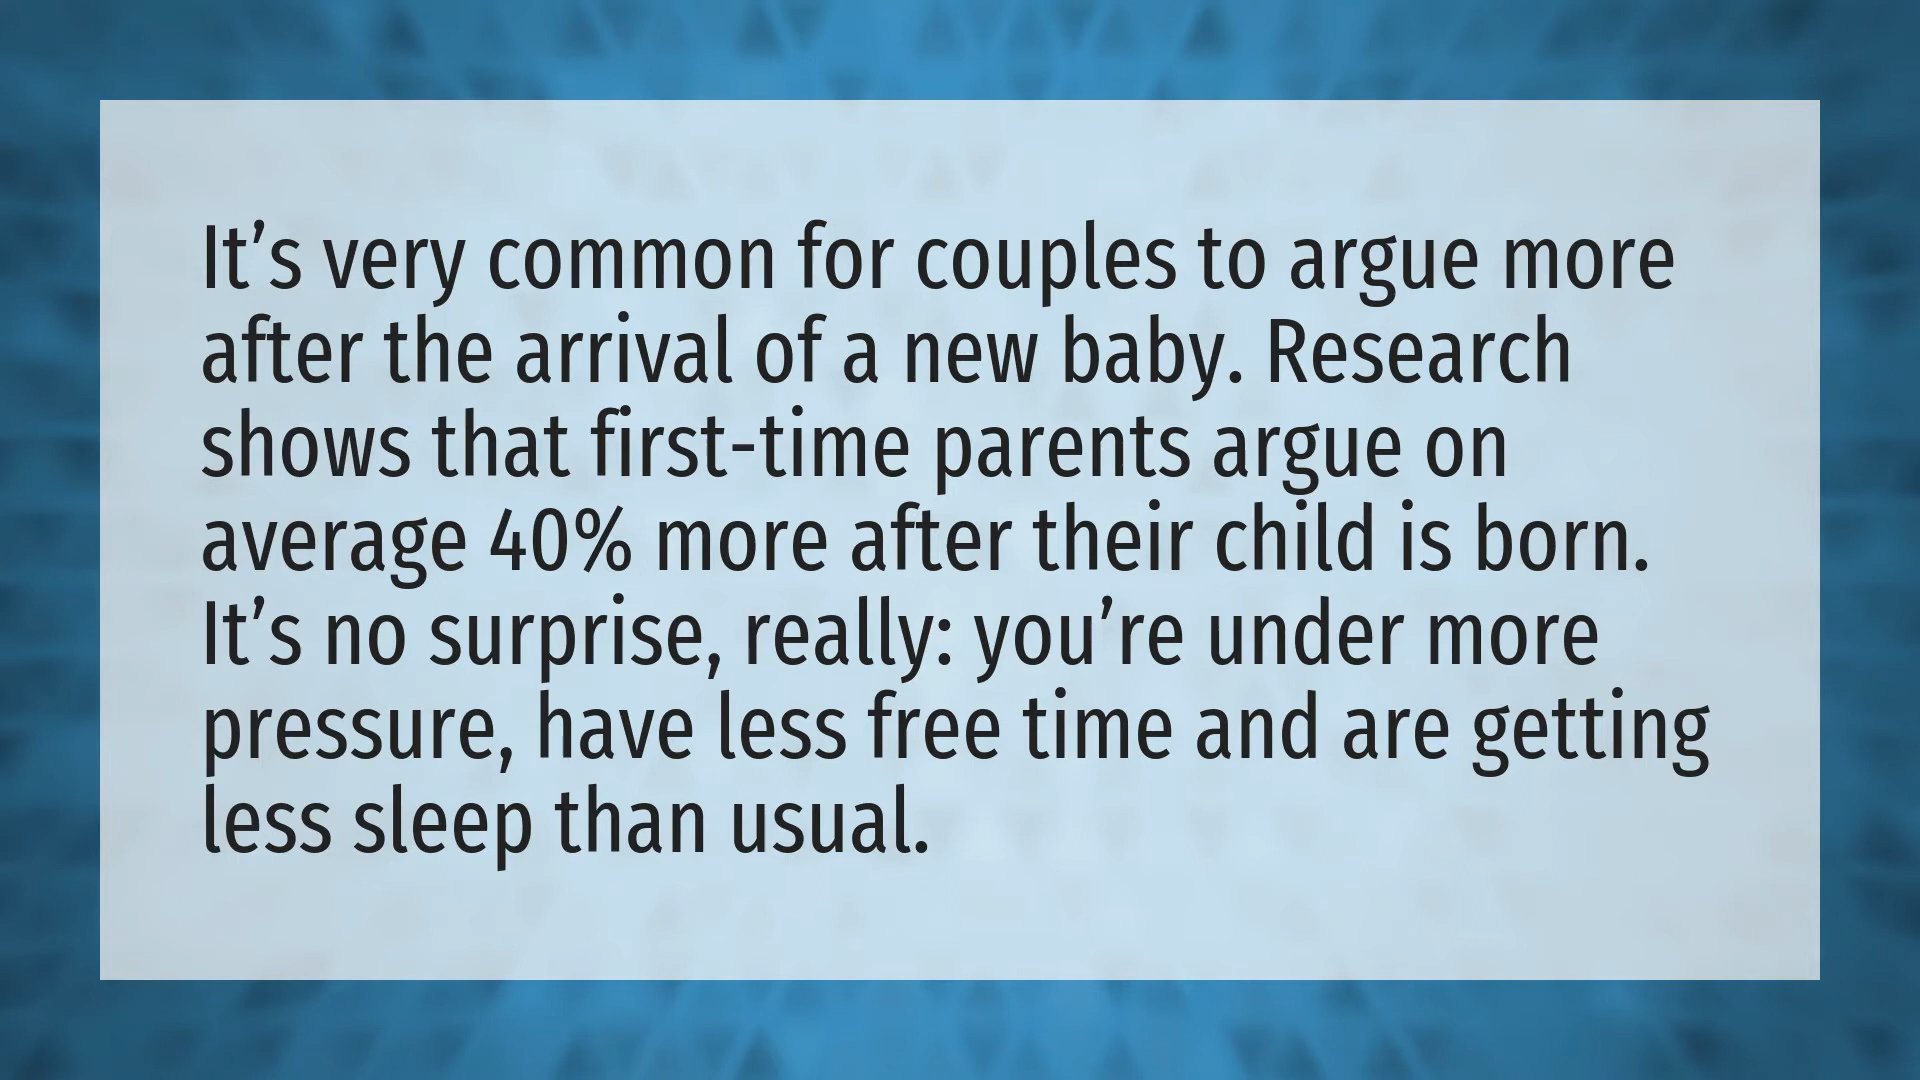 It’s very common for couples to argue more
after the arrival of a new baby. Research
shows that first-time parents argue on
average 40% more after their child is born.
It’s no surprise, really: you’re under more
pressure, have less free time and are getting
less sleep than usual.